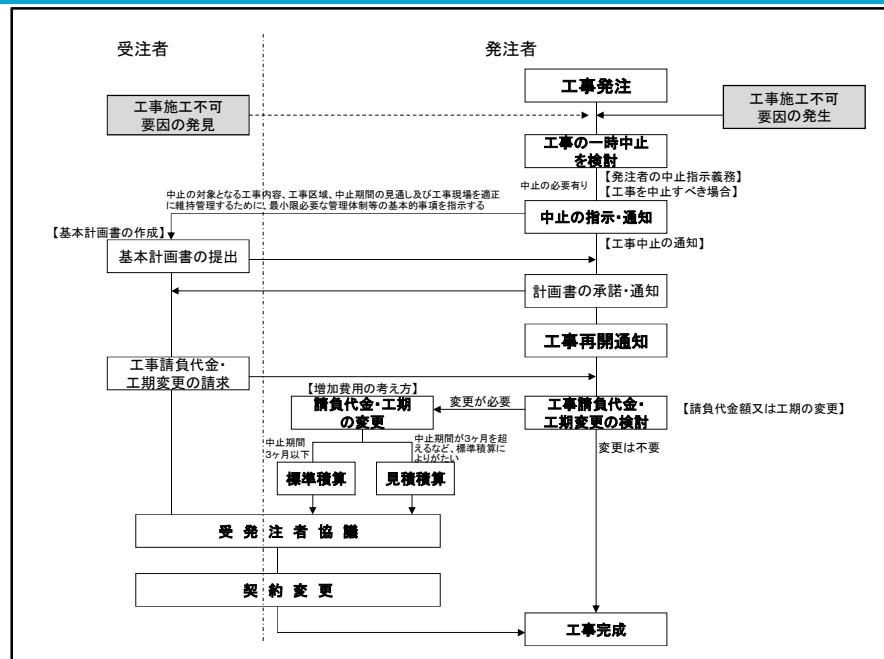 受注者
発注者
工事発注
工事施工不可
要因の発見
工事施工不可
要因の発生
工事の一時中止
を検討
【発注者の中止指示義務】
【工事を中止すべき場合】
中止の必要有り
中止の対象となる工事内容、工事区域、中止期間の見通し及び工事現場を適正
に維持管理するために、最小限必要な管理体制等の基本的事項を指示する
中止の指示・通知
【基本計画書の作成】
【工事中止の通知】
基本計画書の提出
計画書の承諾・通知
工事再開通知
工事請負代金・
工期変更の請求
【増加費用の考え方】
請負代金・工期
の変更
変更が必要
工事請負代金・
工期変更の検討
【請負代金額又は工期の変更】
中止期間
3ヶ月以下
中止期間が3ヶ月を超
えるなど、標準積算に
よりがたい
変更は不要
標準積算
見積積算
受発注者協議
契約変更
工事完成